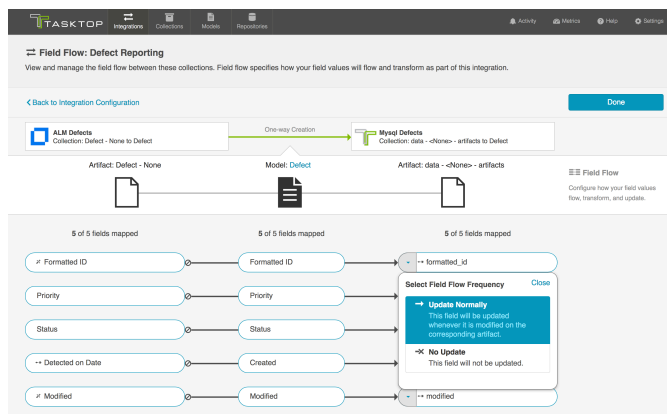 TASKTOP
Integrations
Collections
Models
Repositories
Activity
Metrics
Help
Settings
Field Flow: Defect Reporting
View and manage the field flow between these collections. Field flow specifies how your field values will flow and transform as part of this integration.
Back to Integration Configuration
Done
ALM Defects
Collection: Defect - None to Defect
One-way Creation
Mysql Defects
Collection: data - <None> - artifacts to Defect
Artifact: Defect - None
Model: Defect
Artifact: data - <None> - artifacts
Field Flow
Configure how your field values
flow, transform, and update.
5 of 5 fields mapped
5 of 5 fields mapped
5 of 5 fields mapped
Formatted ID
Formatted ID
formatted_id
Priority
Priority
Status
Status
Detected on Date
Created
Modified
Modified
modified
Select Field Flow Frequency
Close
Update Normally
This field will be updated
whenever it is modified on the
corresponding artifact.
No Update
This field will not be updated.